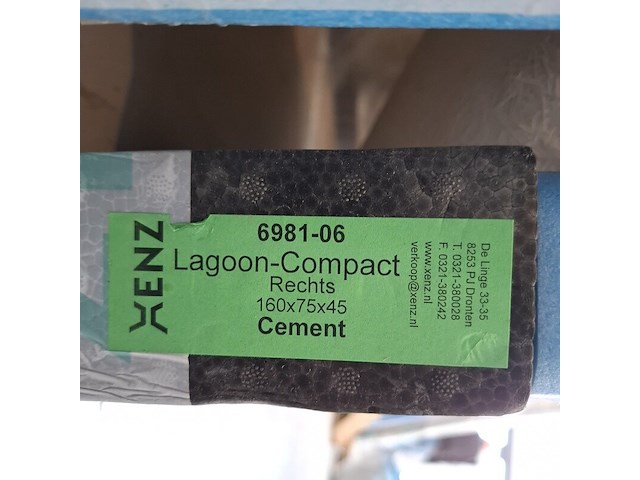 XENZ
6981-06
Lagoon-Compact
Rechts
160x75x45
Cement
De Linge 33-35
8253 PJ Dronten
T. 0321-380028
F. 0321-380242
www.xenz.nl
verkoop@xenz.nl